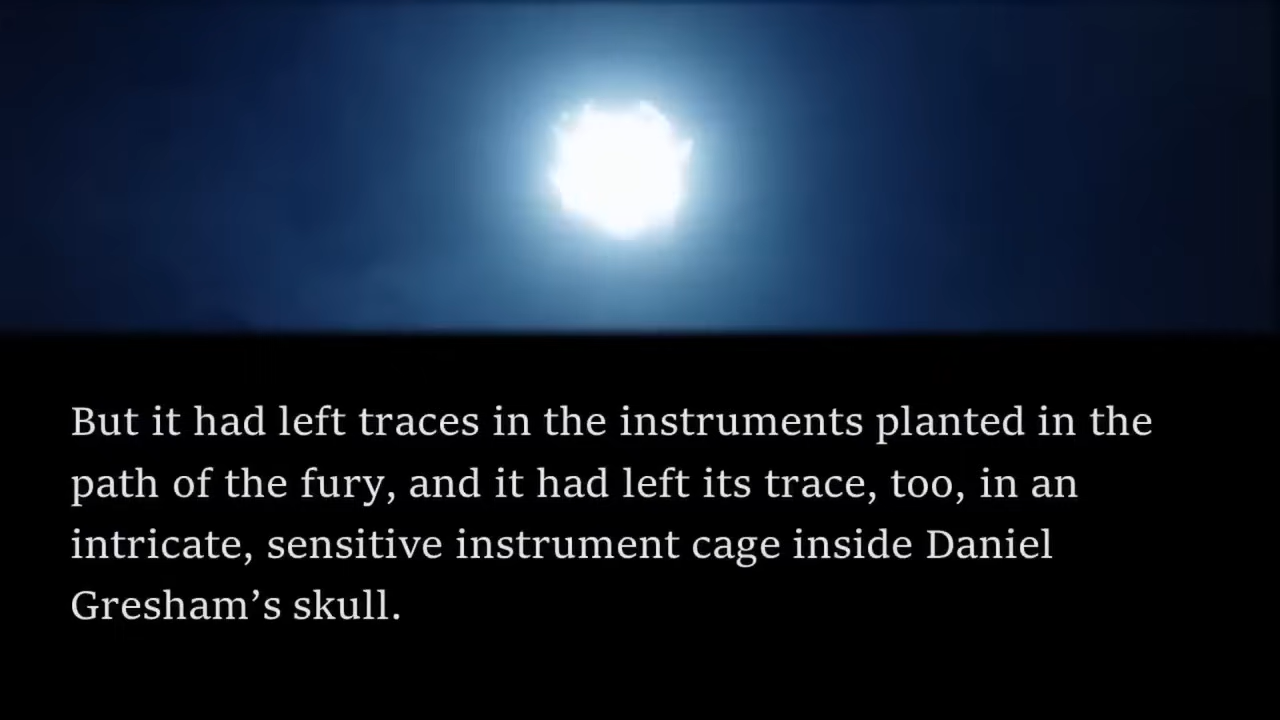 But it had left traces in the instruments planted in the
path of the fury, and it had left its trace, too, in an
intricate, sensitive instrument cage inside Daniel
Gresham’s skull.